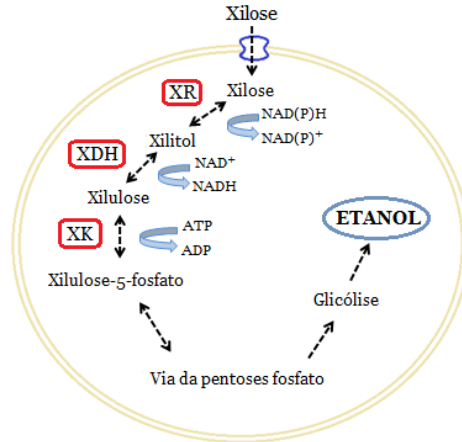 Xilose
XR
Xilose
NAD(P)H
NAD(P)+
Xilitol
XDH
NAD+
NADH
Xilulose
XK
ATP
ADP
ETANOL
Xilulose-5-fosfato
Glicólise
Via da pentoses fosfato